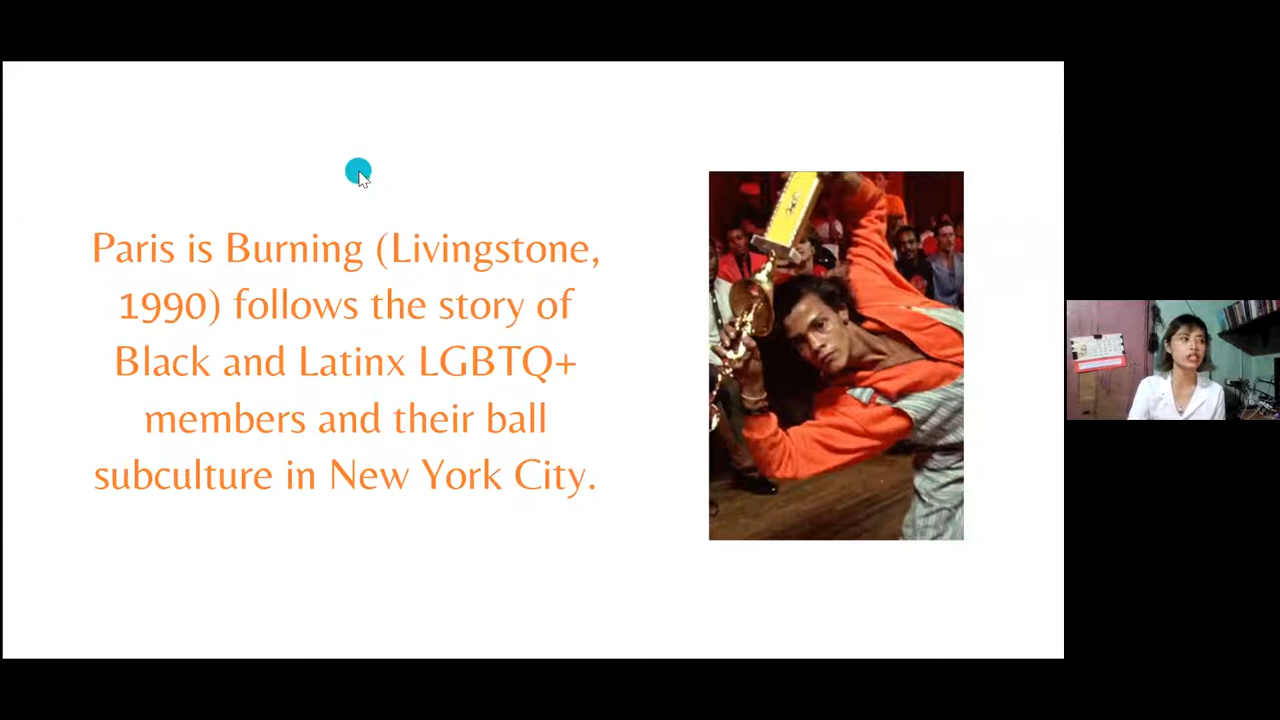 Paris is Burning (Livingstone,
1990) follows the story of
Black and Latinx LGBTQ+
members and their ball
subculture in New York City.